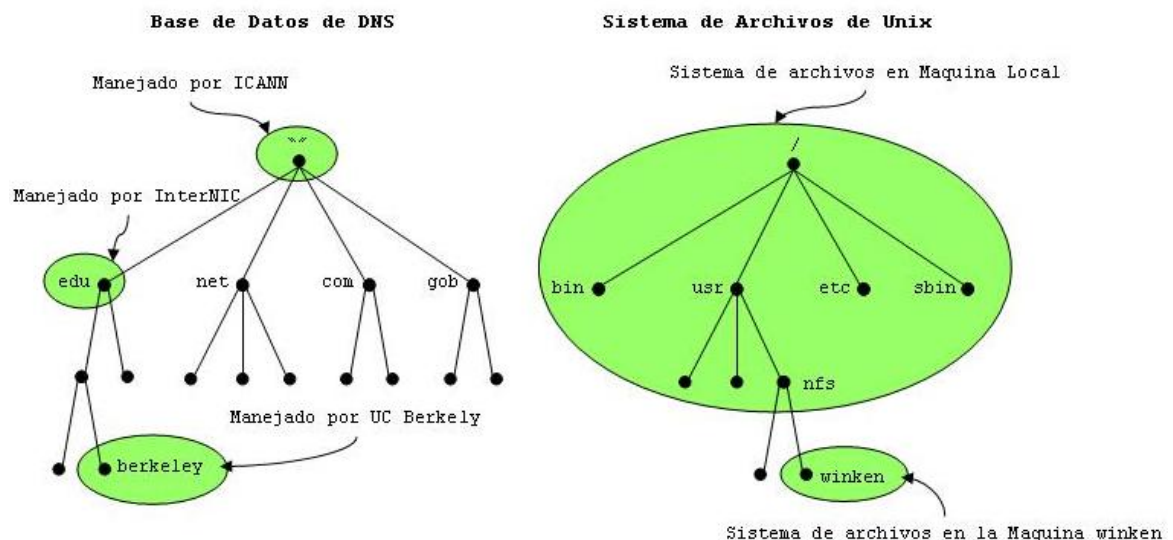 Base de Datos de DNS
Sistema de Archivos de Unix
Manejado por ICANN
Sistema de archivos en Maquina Local
""
/
Manejado por InterNIC
edu
net
com
gob
bin
usr
etc
sbin
nfs
Manejado por UC Berkely
berkeley
winken
Sistema de archivos en la Maquina winken